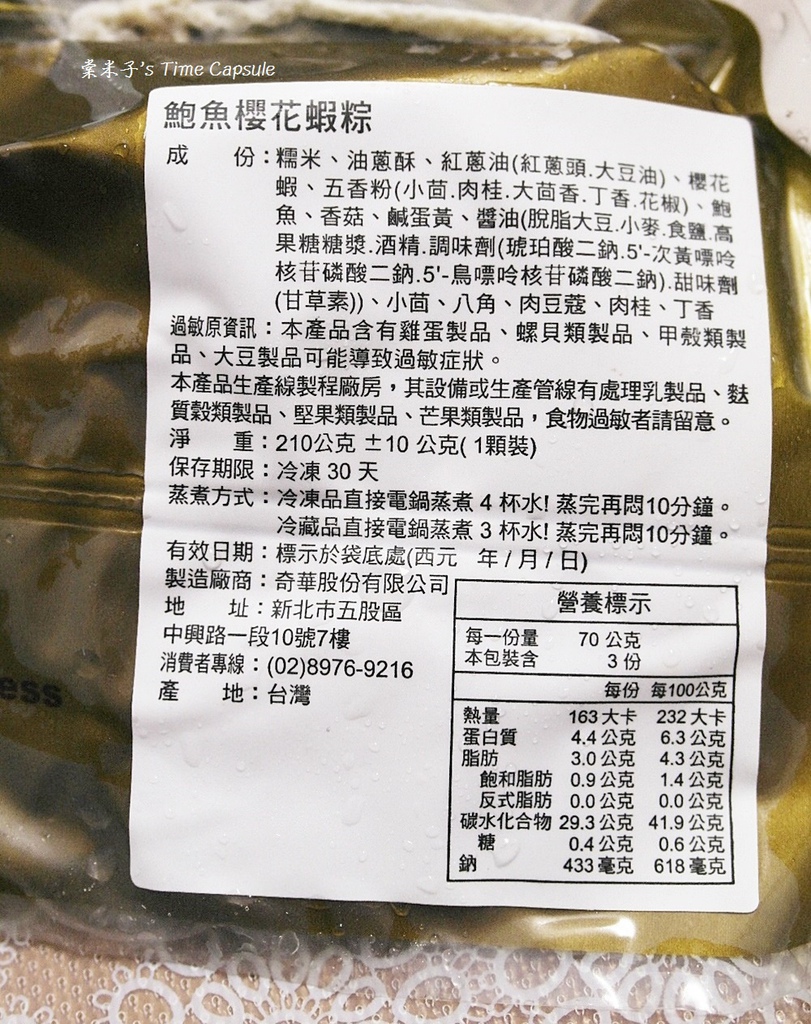 棠米子's Time Capsule
鮑魚櫻花蝦粽
成 份：糯米、油蔥酥、紅蔥油(紅蔥頭.大豆油)、櫻花
蝦、五香粉(小茴.肉桂.大茴香.丁香.花椒)、鮑
魚、香菇、鹹蛋黃、醬油(脫脂大豆.小麥.食鹽.高
果糖糖漿.酒精.調味劑(琥珀酸二鈉.5'-次黃嘌呤
核苷磷酸二鈉.5'-鳥嘌呤核苷磷酸二鈉).甜味劑
(甘草素))、小茴、八角、肉豆蔻、肉桂、丁香
過敏原資訊：本產品含有雞蛋製品、螺貝類製品、甲殼類製
品、大豆製品可能導致過敏症狀。
本產品生產線製程廠房，其設備或生產管線有處理乳製品、麩
質穀類製品、堅果類製品、芒果類製品，食物過敏者請留意。
淨 重：210公克 ±10 公克( 1顆裝)
保存期限：冷凍 30 天
蒸煮方式：冷凍品直接電鍋蒸煮 4 杯水! 蒸完再悶10分鐘。
冷藏品直接電鍋蒸煮 3 杯水! 蒸完再悶10分鐘。
有效日期：標示於袋底處(西元 年/月/日)
製造廠商：奇華股份有限公司
地 址：新北市五股區
中興路一段10號7樓
消費者專線：(02)8976-9216
產 地：台灣
營養標示
每一份量 70 公克
本包裝含 3 份
每份 每100公克
熱量 163 大卡 232 大卡
蛋白質 4.4 公克 6.3 公克
脂肪 3.0 公克 4.3 公克
飽和脂肪 0.9 公克 1.4 公克
反式脂肪 0.0 公克 0.0 公克
碳水化合物 29.3 公克 41.9 公克
糖 0.4 公克 0.6 公克
鈉 433 毫克 618 毫克
ess